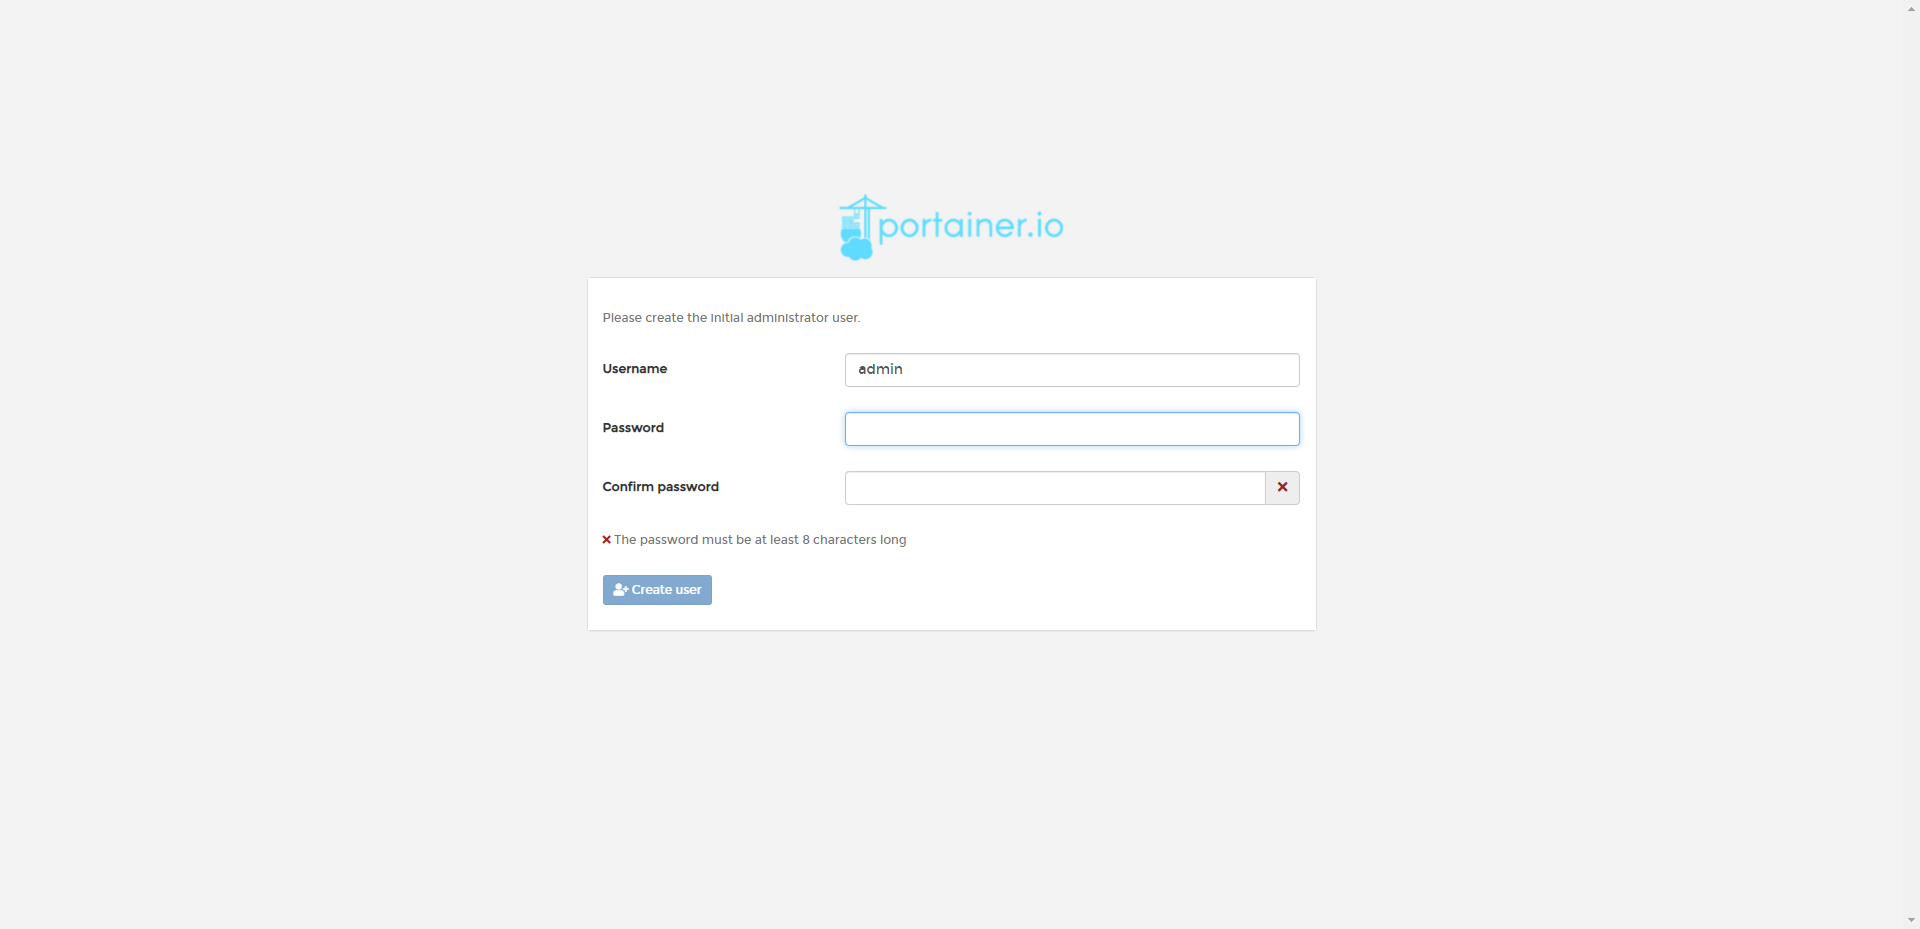 portainer.io
Please create the initial administrator user.
Username
admin
Password
Confirm password
The password must be at least 8 characters long
Create user